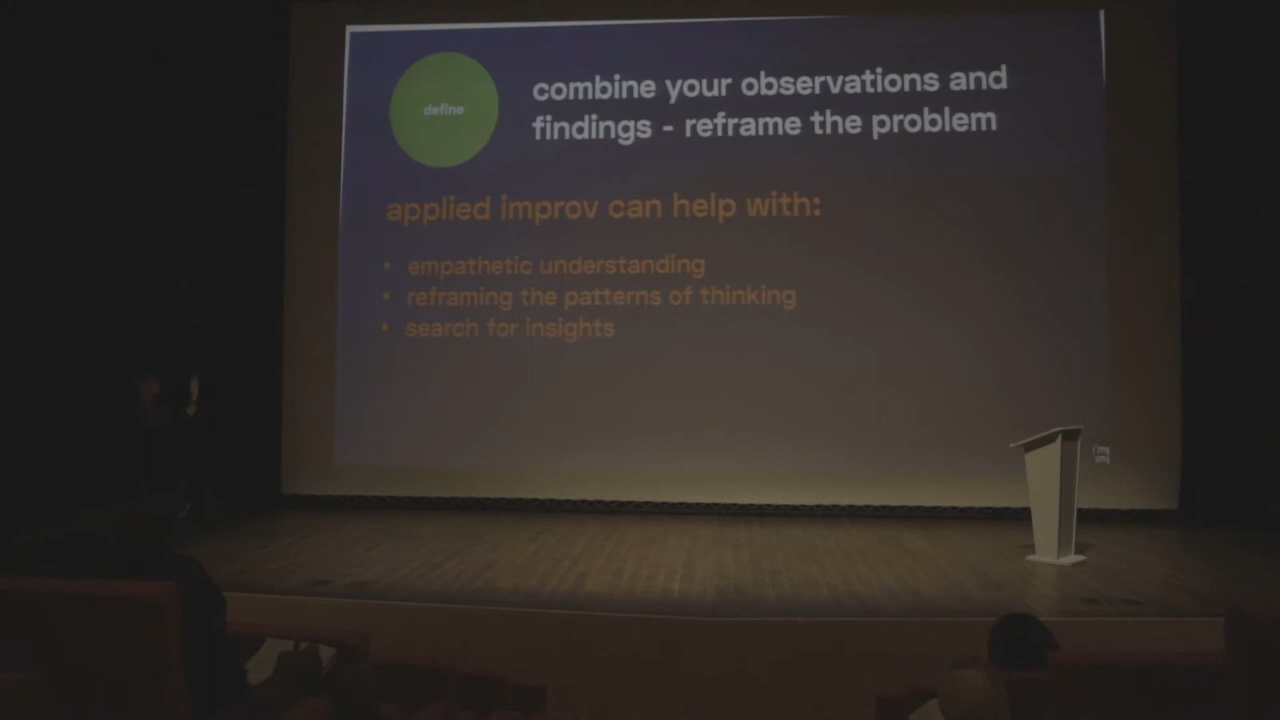 define
combine your observations and
findings - reframe the problem
applied improv can help with:
• empathetic understanding
• reframing the patterns of thinking
• search for insights